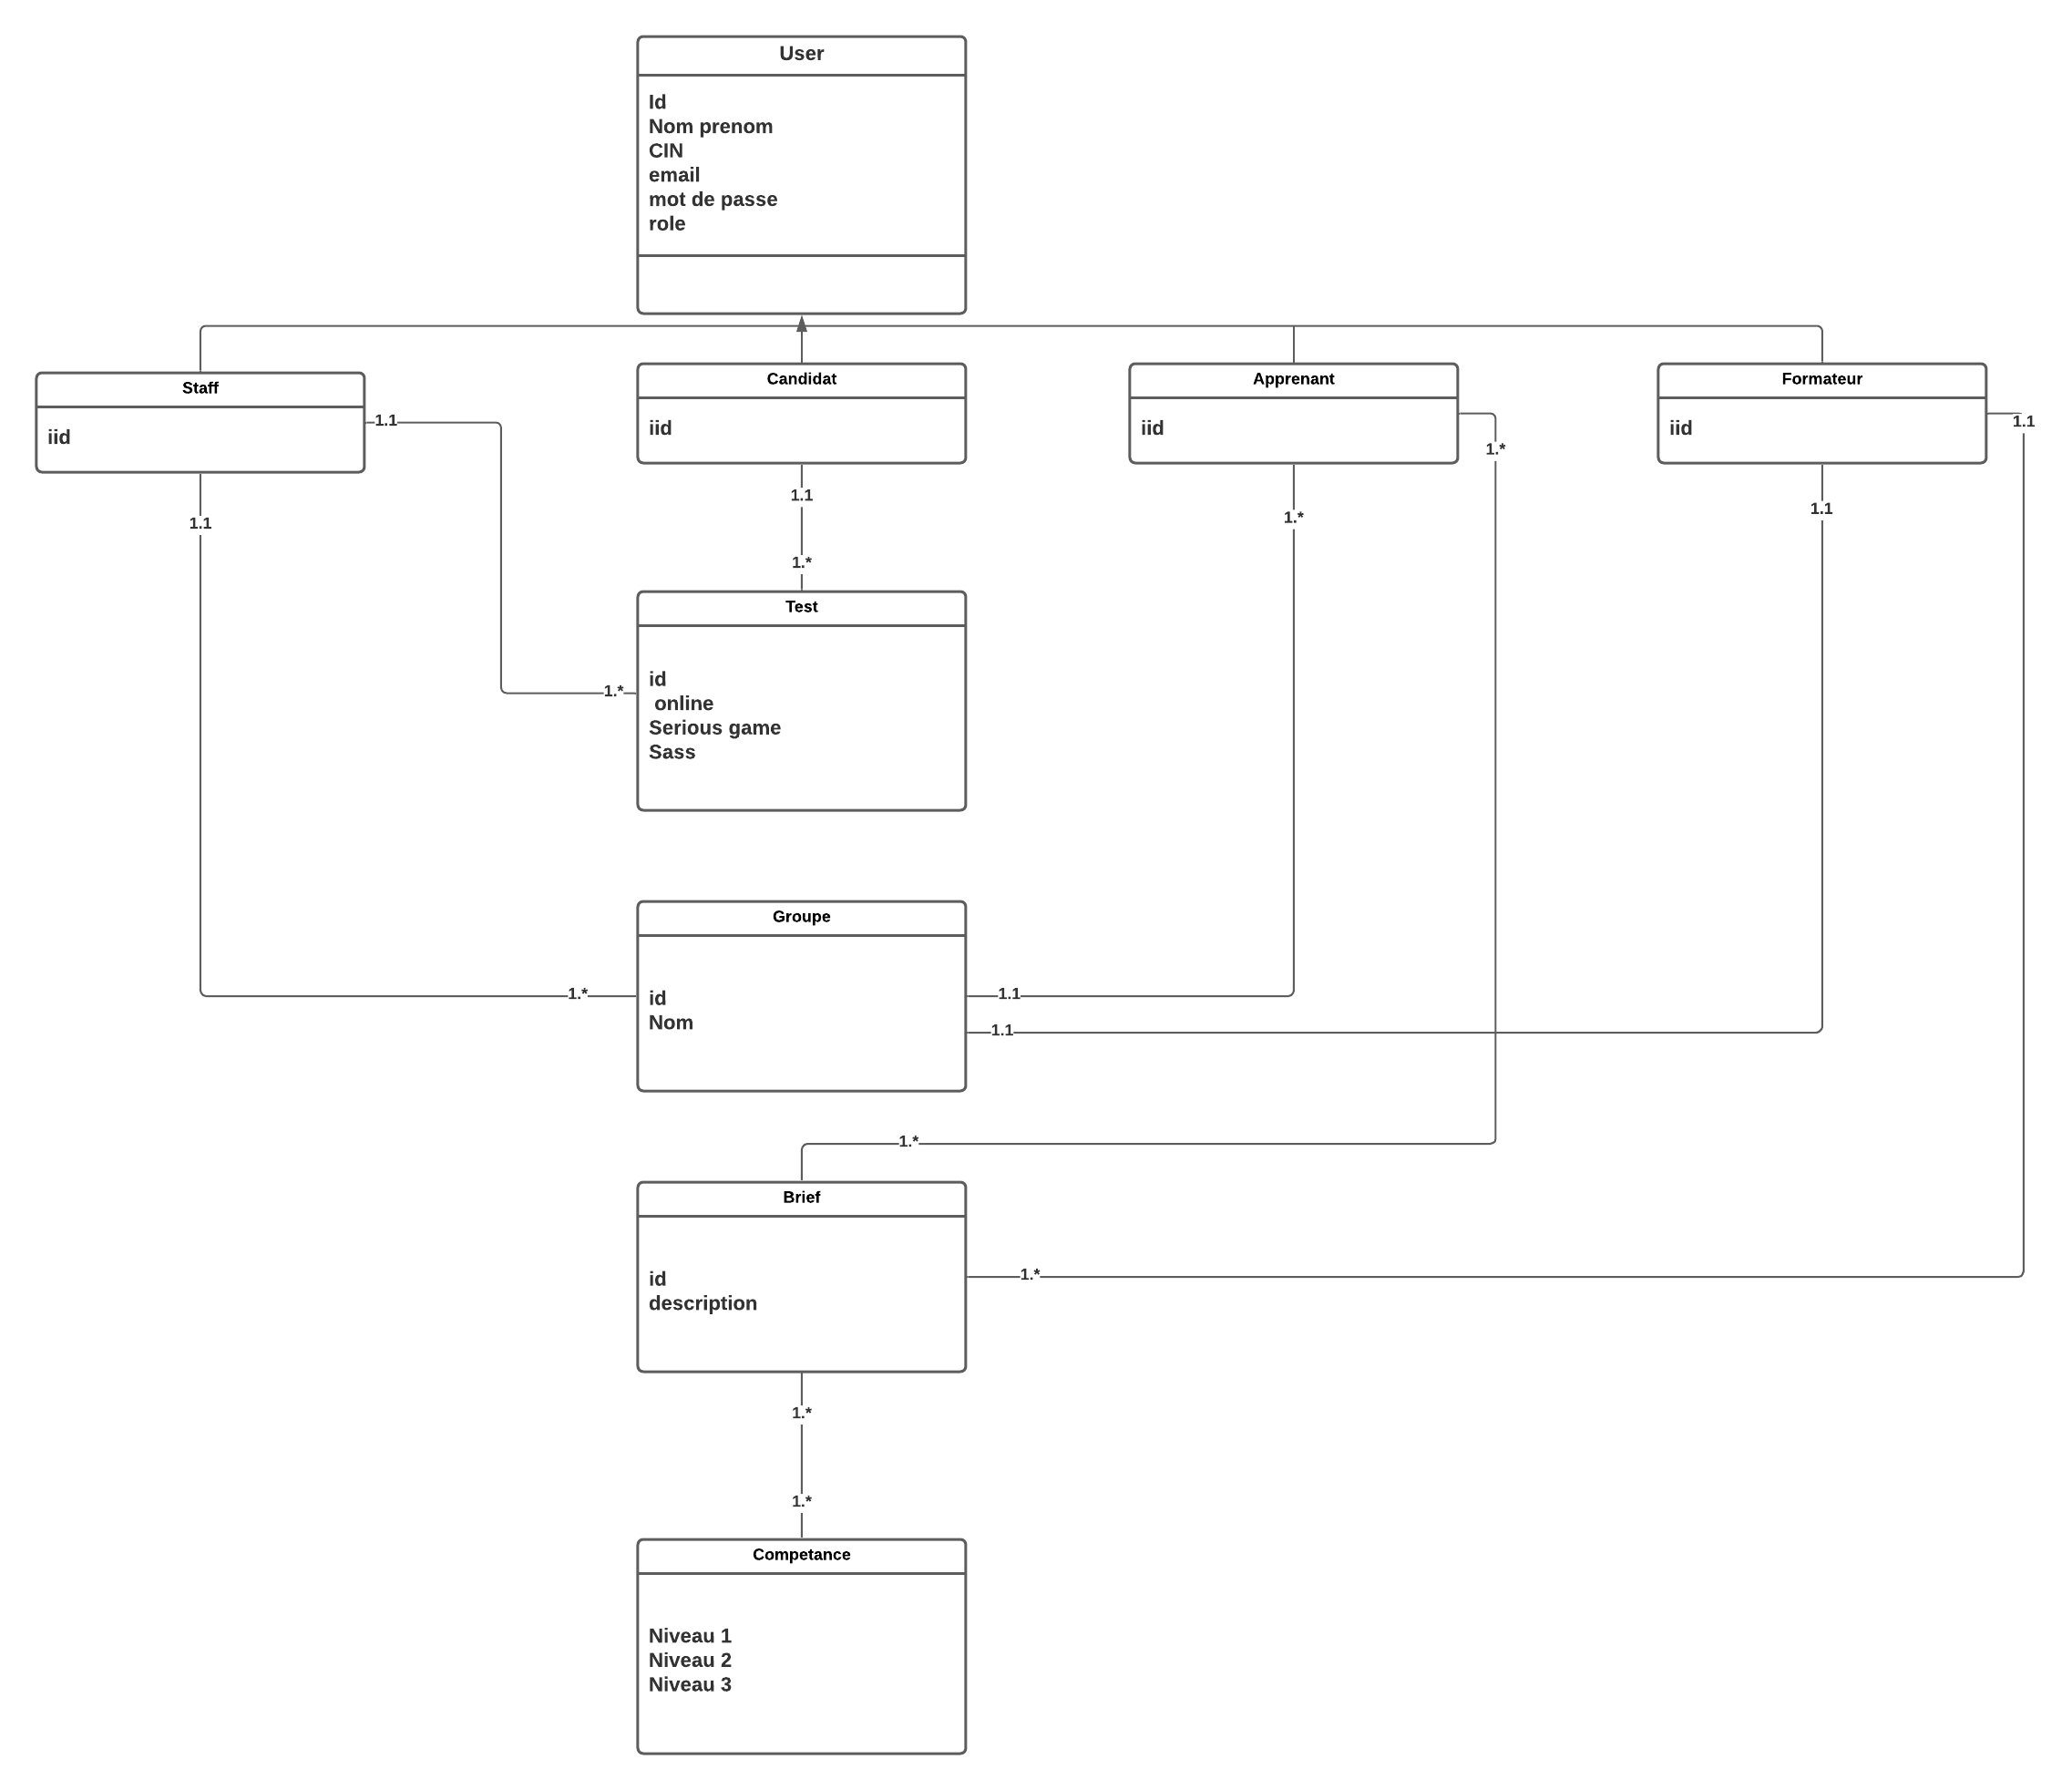 User
Id
Nom prenom
CIN
email
mot de passe
role
Staff
iid
Candidat
iid
Apprenant
iid
Formateur
iid
1.1
1.1
1.*
1.1
1.1
1.*
1.1
1.*
Test
id
online
Serious game
Sass
1.*
Groupe
id
Nom
1.*
1.1
1.1
1.*
Brief
id
description
1.*
1.*
1.*
Competance
Niveau 1
Niveau 2
Niveau 3